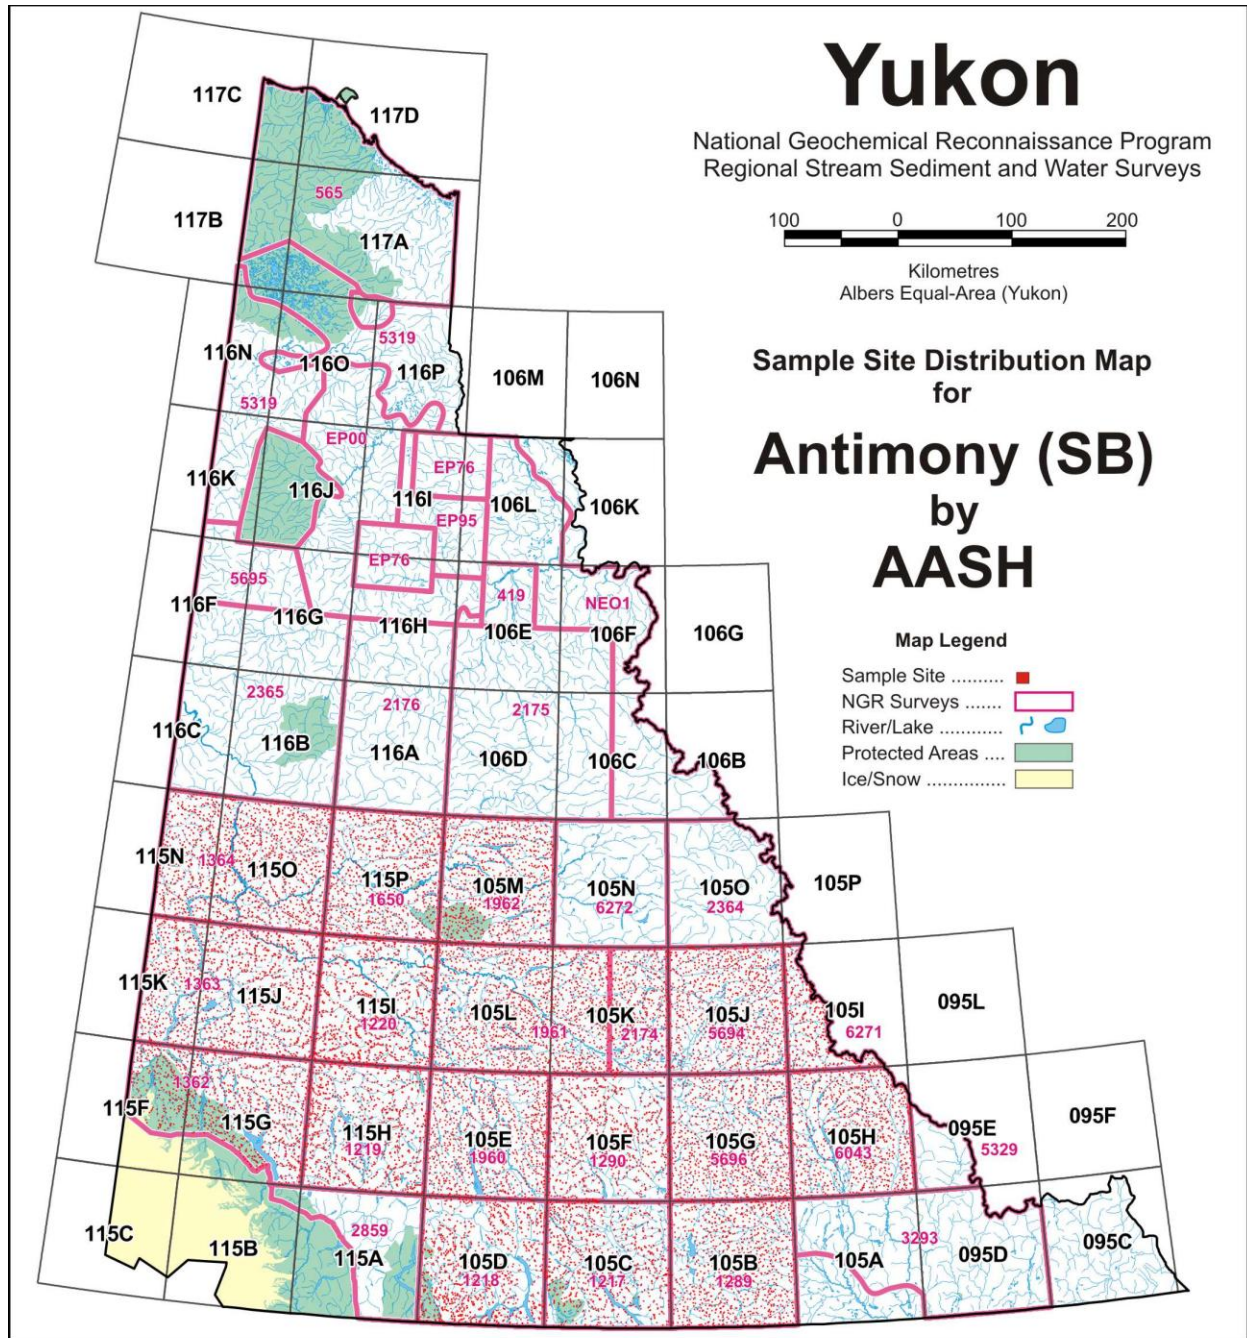 Yukon
National Geochemical Reconnaissance Program
Regional Stream Sediment and Water Surveys
100 0 100 200
Kilometres
Albers Equal-Area (Yukon)
Sample Site Distribution Map
for
Antimony (SB)
by
AASH
Map Legend
Sample Site ..........
NGR Surveys .......
River/Lake ............
Protected Areas ....
Ice/Snow ...............
117C
117D
565
117B
117A
5319
116N
116O
116P
106M
106N
5319
EP00
EP76
116K
116J
116I
106L
106K
EP95
EP76
5695
419
NEO1
116F
116G
116H
106E
106F
106G
2365
2176
2175
116C
116B
116A
106D
106C
106B
115N
1364
115O
115P
1650
105M
1962
105N
6272
105O
2364
105P
115K
1363
115J
115I
1220
105L
1961
105K
2174
105J
5694
105I
6271
095L
1362
115F
115G
115H
1219
105E
1960
105F
1290
105G
5696
105H
6043
095E
5329
095F
115C
115B
2859
115A
105D
1218
105C
1217
105B
1289
105A
3293
095D
095C